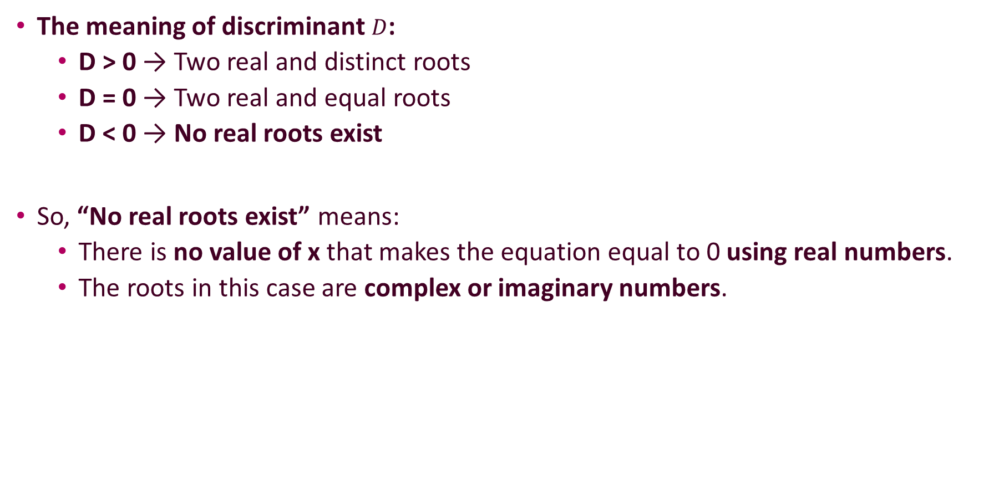 • The meaning of discriminant D:
• D > 0 → Two real and distinct roots
• D = 0 → Two real and equal roots
• D < 0 → No real roots exist
• So, “No real roots exist” means:
• There is no value of x that makes the equation equal to 0 using real numbers.
• The roots in this case are complex or imaginary numbers.